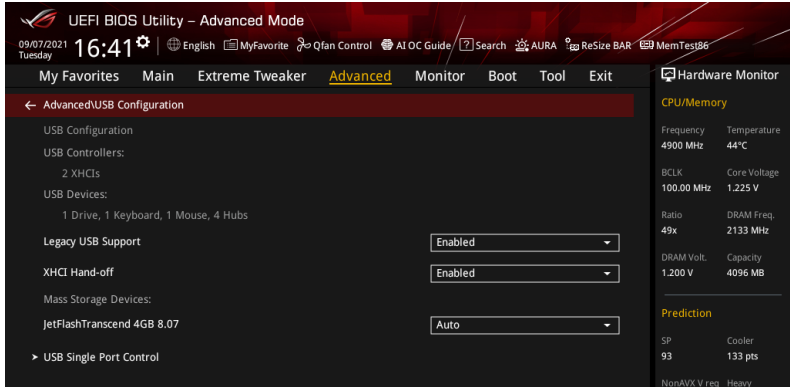 UEFI BIOS Utility – Advanced Mode
09/07/2021 Tuesday 16:41 English MyFavorite Qfan Control AI OC Guide ? Search AURA ReSize BAR MemTest86
My Favorites Main Extreme Tweaker Advanced Monitor Boot Tool Exit
← Advanced\USB Configuration
USB Configuration
USB Controllers:
2 XHCIs
USB Devices:
1 Drive, 1 Keyboard, 1 Mouse, 4 Hubs
Legacy USB Support Enabled
XHCI Hand-off Enabled
Mass Storage Devices:
JetFlashTranscend 4GB 8.07 Auto
USB Single Port Control
Hardware Monitor
CPU/Memory
Frequency Temperature
4900 MHz 44°C
BCLK Core Voltage
100.00 MHz 1.225 V
Ratio DRAM Freq.
49x 2133 MHz
DRAM Volt. Capacity
1.200 V 4096 MB
Prediction
SP Cooler
93 133 pts
NonAVX V req Heavy